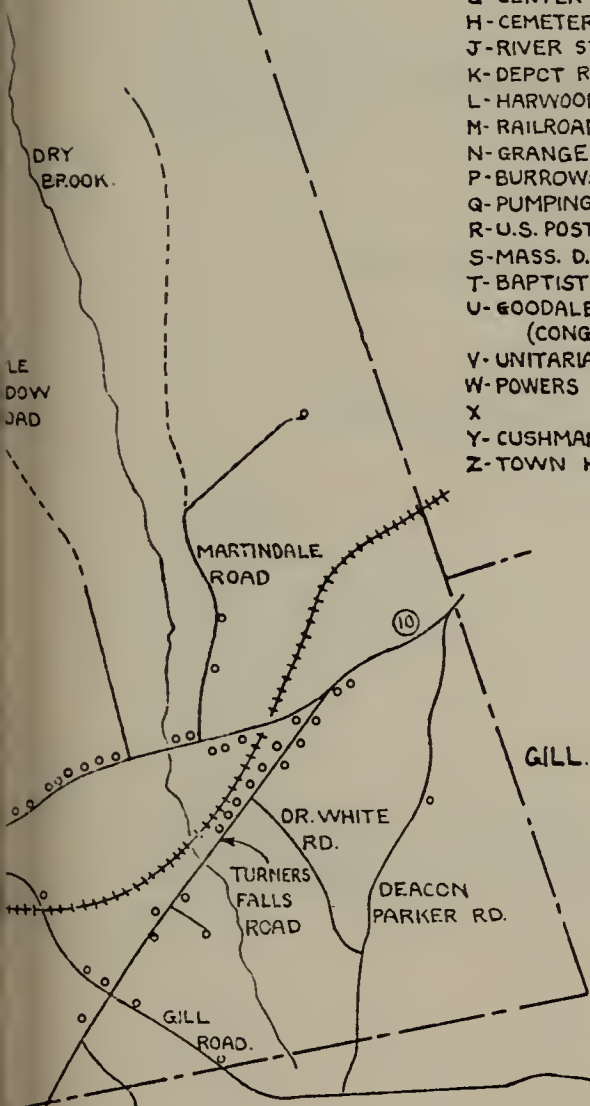 H-CEMETER
J-RIVER ST
K-DEPCT R
L-HARWOOD
M-RAILROAD
N-GRANGE
P-BURROWS
Q-PUMPING
R-U.S. POST
S-MASS. D.
T-BAPTIST
U-GOODALE
(CONG
V-UNITARIA
W-POWERS
X
Y-CUSHMAN
Z-TOWN H
DRY
BROOK.
LE
DOW
OAD
MARTINDALE
ROAD
10
GILL.
DR. WHITE
RD.
TURNERS
FALLS
ROAD
DEACON
PARKER RD.
GILL
ROAD.